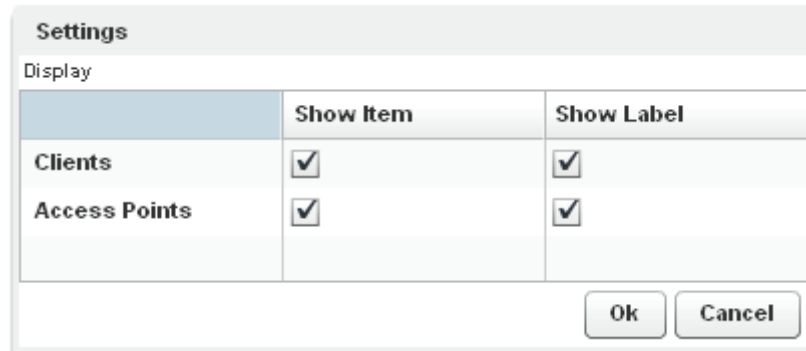 Settings
Display
Show Item Show Label
Clients
Access Points
Ok Cancel